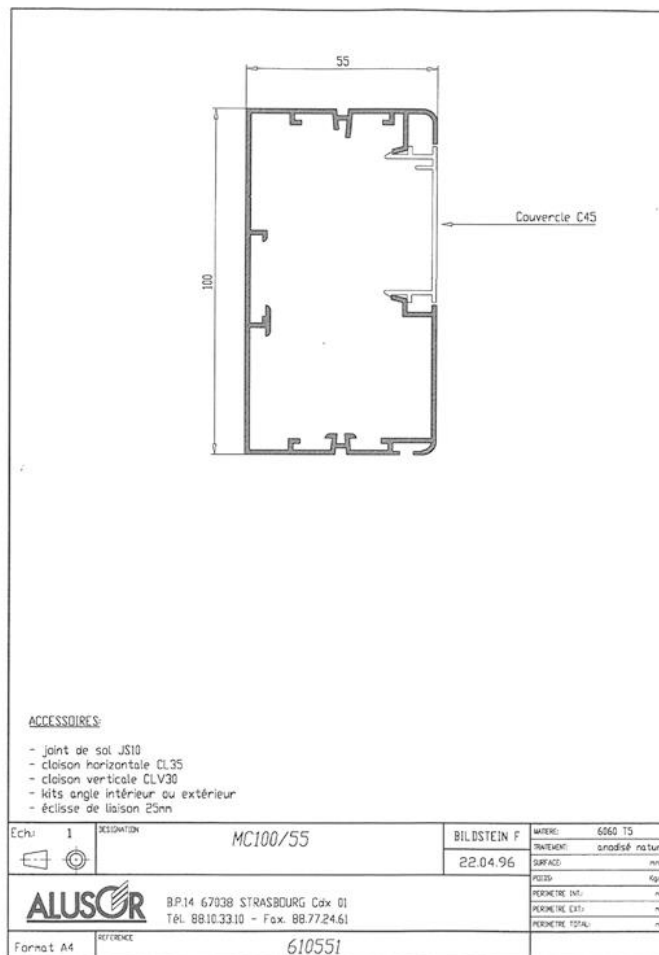 55
100
Couvercle C45
ACCESSOIRES:
- joint de sol JS10
- cloison horizontale CL35
- cloison verticale CLV30
- kits angle intérieur ou extérieur
- éclisse de liaison 25mm
Ech: 1
DESIGNATION
MC100/55
BILDSTEIN F
22.04.96
MATIERE: 6060 T5
TRAITEMENT: anodisé natur
SURFACE: mm
POIDS: Kg
PERIMETRE INT: m
PERIMETRE EXT: m
PERIMETRE TOTAL: m
ALUSOR
B.P.14 67038 STRASBOURG Cdx 01
Tél. 88.10.33.10 - Fax. 88.77.24.61
Format A4
REFERENCE
610551